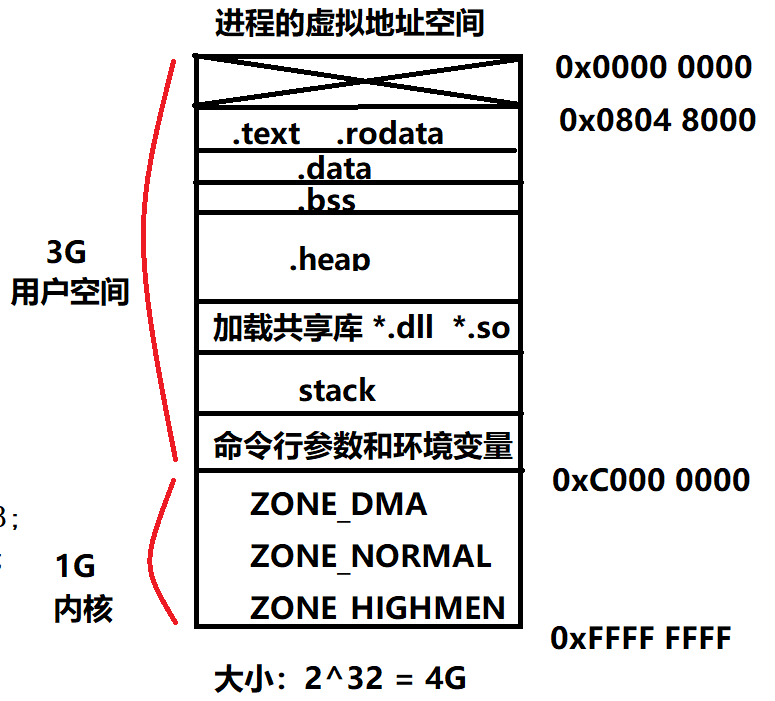 进程的虚拟地址空间
0x0000 0000
0x0804 8000
.text .rodata
.data
.bss
3G
用户空间
.heap
加载共享库 *.dll *.so
stack
命令行参数和环境变量
0xC000 0000
ZONE_DMA
3;
ZONE_NORMAL
1G
内核
ZONE_HIGHMEN
0xFFFF FFFF
大小：2^32 = 4G